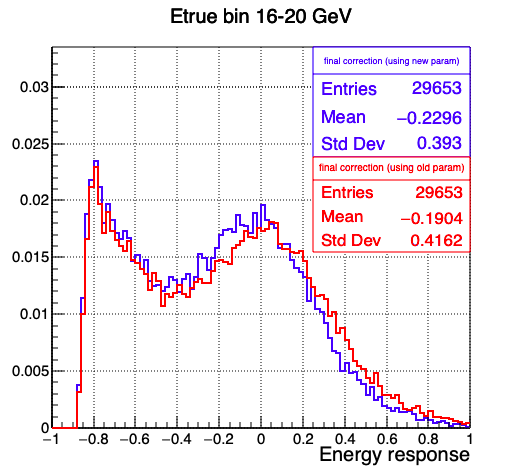 Etrue bin 16-20 GeV
final correction (using new param)
Entries 29653
Mean −0.2296
Std Dev 0.393
final correction (using old param)
Entries 29653
Mean −0.1904
Std Dev 0.4162
0.03
0.025
0.02
0.015
0.01
0.005
0
−1 −0.8 −0.6 −0.4 −0.2 0 0.2 0.4 0.6 0.8 1
Energy response